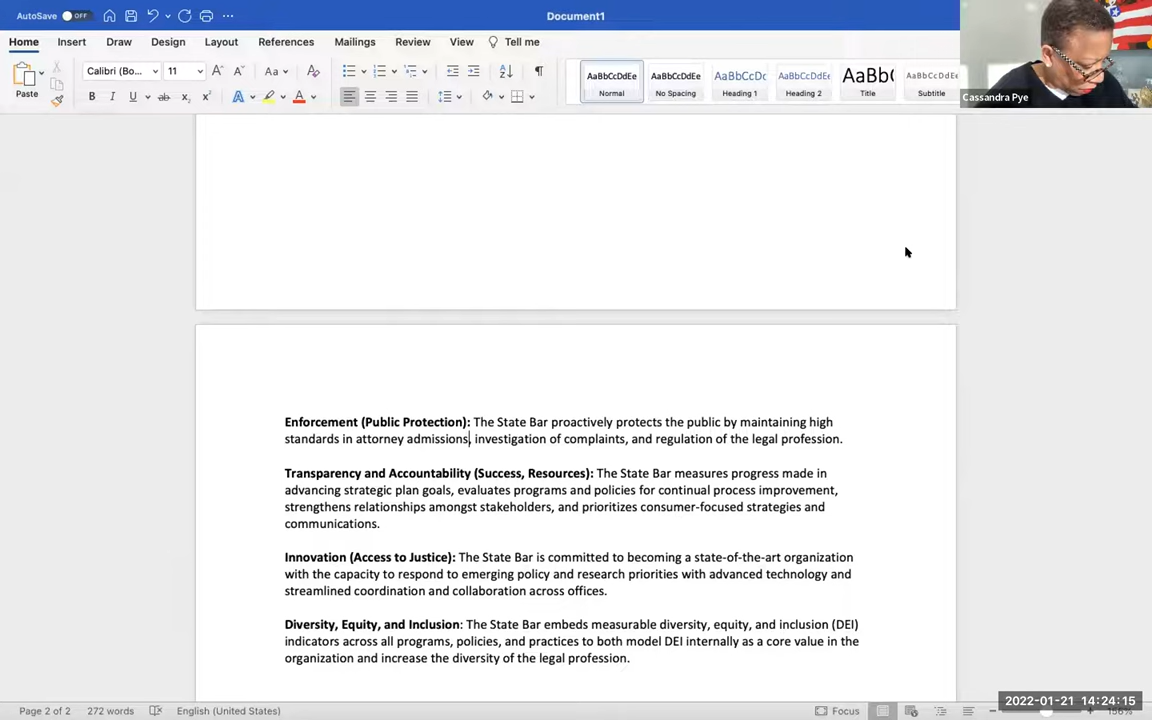 AutoSave OFF
Document1
Home Insert Draw Design Layout References Mailings Review View Tell me
Paste
Calibri (Bo... 11
AaBbCcDdEe Normal
AaBbCcDdEe No Spacing
AaBbCcDc Heading 1
AaBbCcDdEe Heading 2
AaBb( Title
AaBbCcDdEe Subtitle
Cassandra Pye
Enforcement (Public Protection): The State Bar proactively protects the public by maintaining high
standards in attorney admissions, investigation of complaints, and regulation of the legal profession.
Transparency and Accountability (Success, Resources): The State Bar measures progress made in
advancing strategic plan goals, evaluates programs and policies for continual process improvement,
strengthens relationships amongst stakeholders, and prioritizes consumer-focused strategies and
communications.
Innovation (Access to Justice): The State Bar is committed to becoming a state-of-the-art organization
with the capacity to respond to emerging policy and research priorities with advanced technology and
streamlined coordination and collaboration across offices.
Diversity, Equity, and Inclusion: The State Bar embeds measurable diversity, equity, and inclusion (DEI)
indicators across all programs, policies, and practices to both model DEI internally as a core value in the
organization and increase the diversity of the legal profession.
Page 2 of 2 272 words English (United States) Focus 156%
2022-01-21 14:24:15